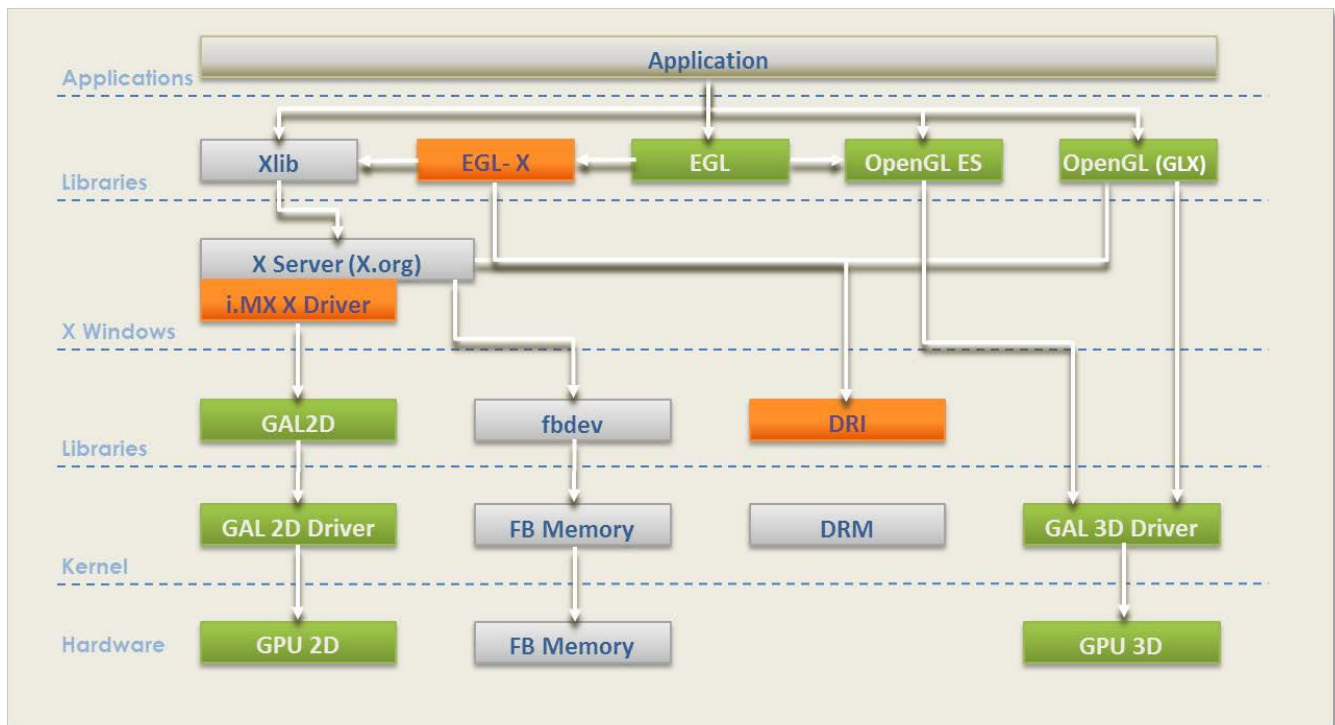 Application
Applications
Xlib
EGL- X
EGL
OpenGL ES
OpenGL (GLX)
Libraries
X Server (X.org)
i.MX X Driver
X Windows
GAL2D
fbdev
DRI
Libraries
GAL 2D Driver
FB Memory
DRM
GAL 3D Driver
Kernel
Hardware
GPU 2D
FB Memory
GPU 3D